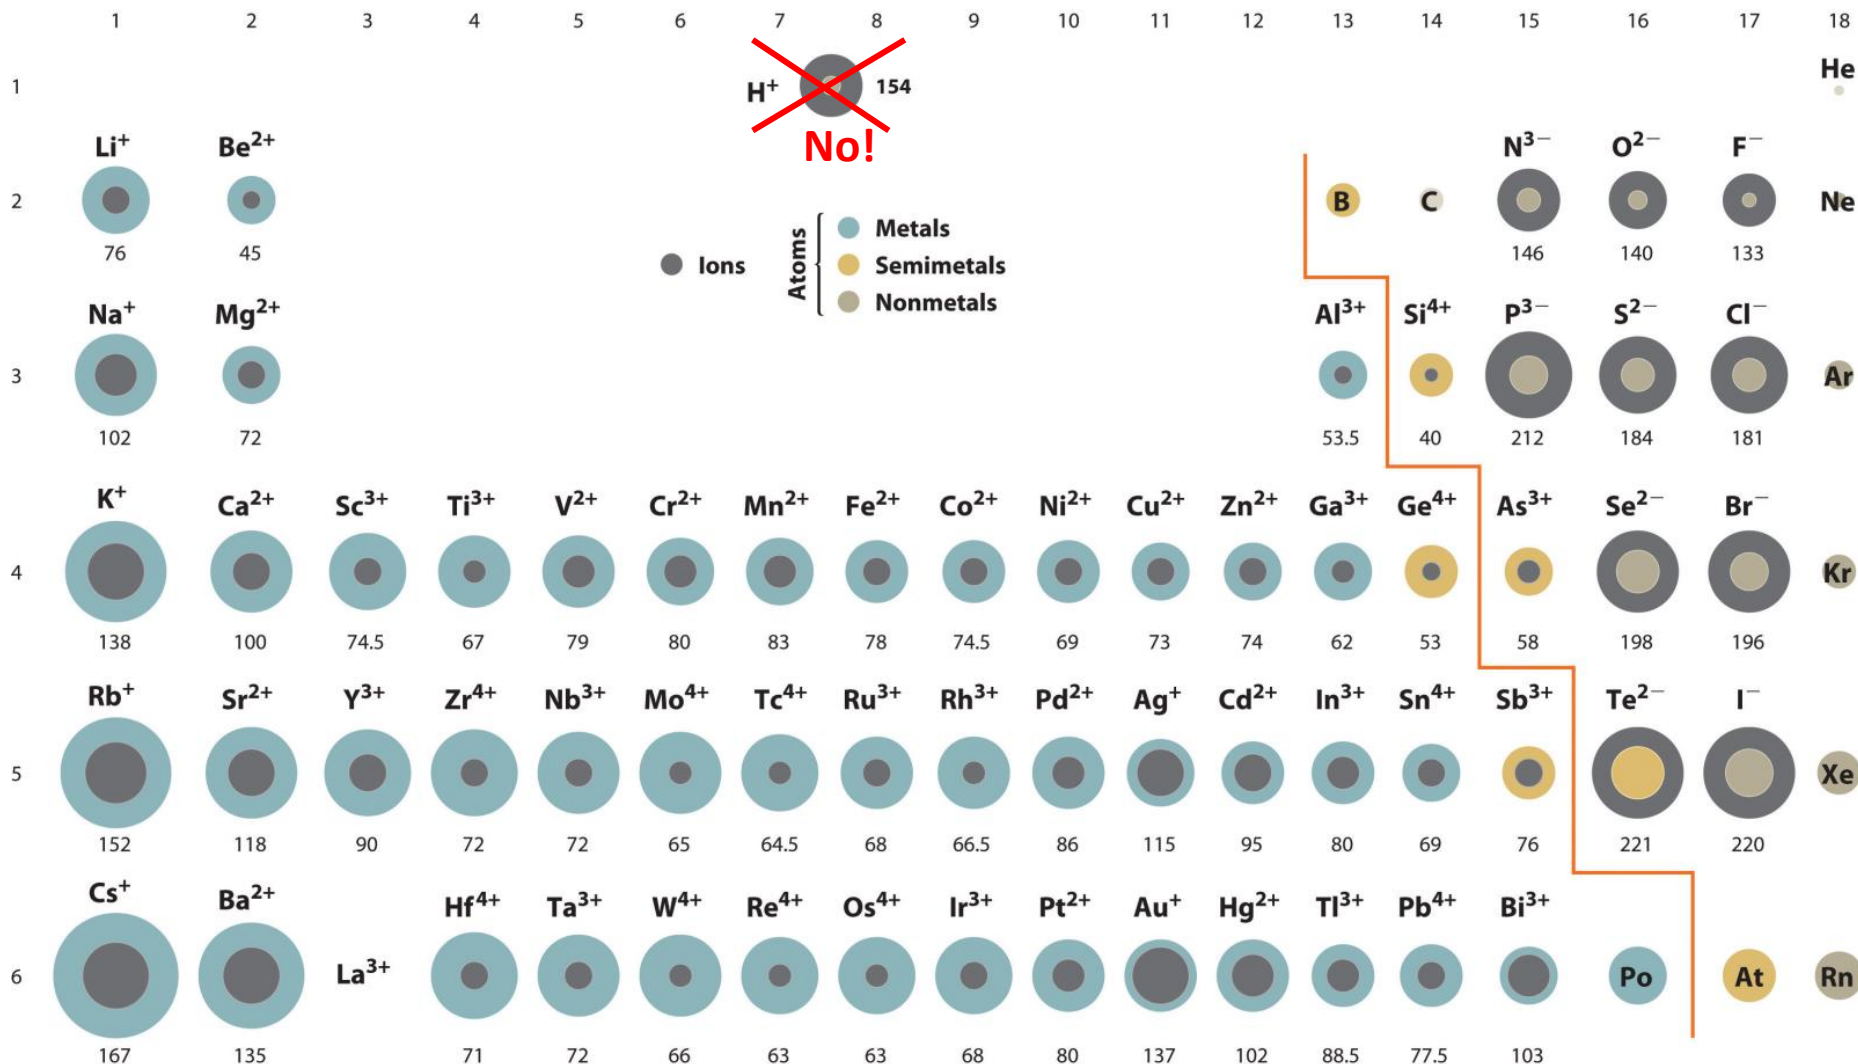 1 2 3 4 5 6 7 8 9 10 11 12 13 14 15 16 17 18
1 H⁺ 154 He
No!
Li⁺ Be²⁺ N³⁻ O²⁻ F⁻
2 B C Ne
76 45 146 140 133
Ions
Atoms
Metals
Semimetals
Nonmetals
Na⁺ Mg²⁺ Al³⁺ Si⁴⁺ P³⁻ S²⁻ Cl⁻
3 Ar
102 72 53.5 40 212 184 181
K⁺ Ca²⁺ Sc³⁺ Ti³⁺ V²⁺ Cr²⁺ Mn²⁺ Fe²⁺ Co²⁺ Ni²⁺ Cu²⁺ Zn²⁺ Ga³⁺ Ge⁴⁺ As³⁺ Se²⁻ Br⁻
4 Kr
138 100 74.5 67 79 80 83 78 74.5 69 73 74 62 53 58 198 196
Rb⁺ Sr²⁺ Y³⁺ Zr⁴⁺ Nb³⁺ Mo⁴⁺ Tc⁴⁺ Ru³⁺ Rh³⁺ Pd²⁺ Ag⁺ Cd²⁺ In³⁺ Sn⁴⁺ Sb³⁺ Te²⁻ I⁻
5 Xe
152 118 90 72 72 65 64.5 68 66.5 86 115 95 80 69 76 221 220
Cs⁺ Ba²⁺ Hf⁴⁺ Ta³⁺ W⁴⁺ Re⁴⁺ Os⁴⁺ Ir³⁺ Pt²⁺ Au⁺ Hg²⁺ Tl³⁺ Pb⁴⁺ Bi³⁺
6 La³⁺ Po At Rn
167 135 71 72 66 63 63 68 80 137 102 88.5 77.5 103